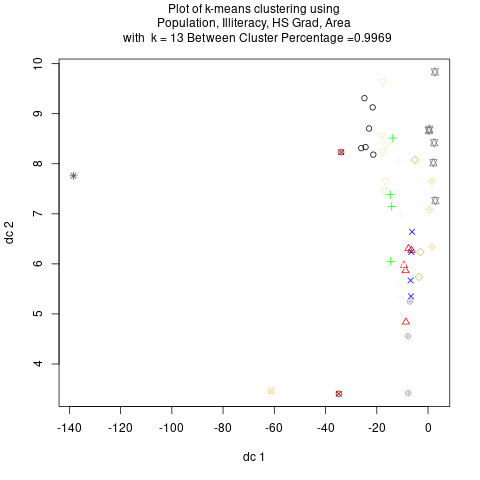 Plot of k-means clustering using
Population, Illiteracy, HS Grad, Area
with k = 13 Between Cluster Percentage =0.9969
10
9
8
7
6
5
4
dc 2
-140 -120 -100 -80 -60 -40 -20 0
dc 1